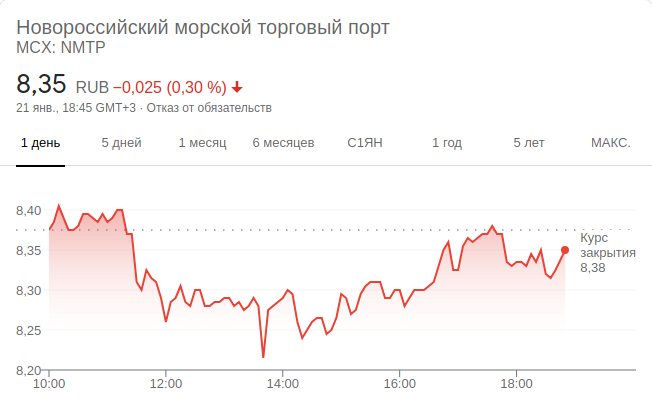 Новороссийский морской торговый порт
MCX: NMTP
8,35 RUB −0,025 (0,30 %)
21 янв., 18:45 GMT+3 · Отказ от обязательств
1 день 5 дней 1 месяц 6 месяцев С1ЯН 1 год 5 лет МАКС.
8,40
8,35
8,30
8,25
8,20
Курс
закрытия
8,38
10:00 12:00 14:00 16:00 18:00